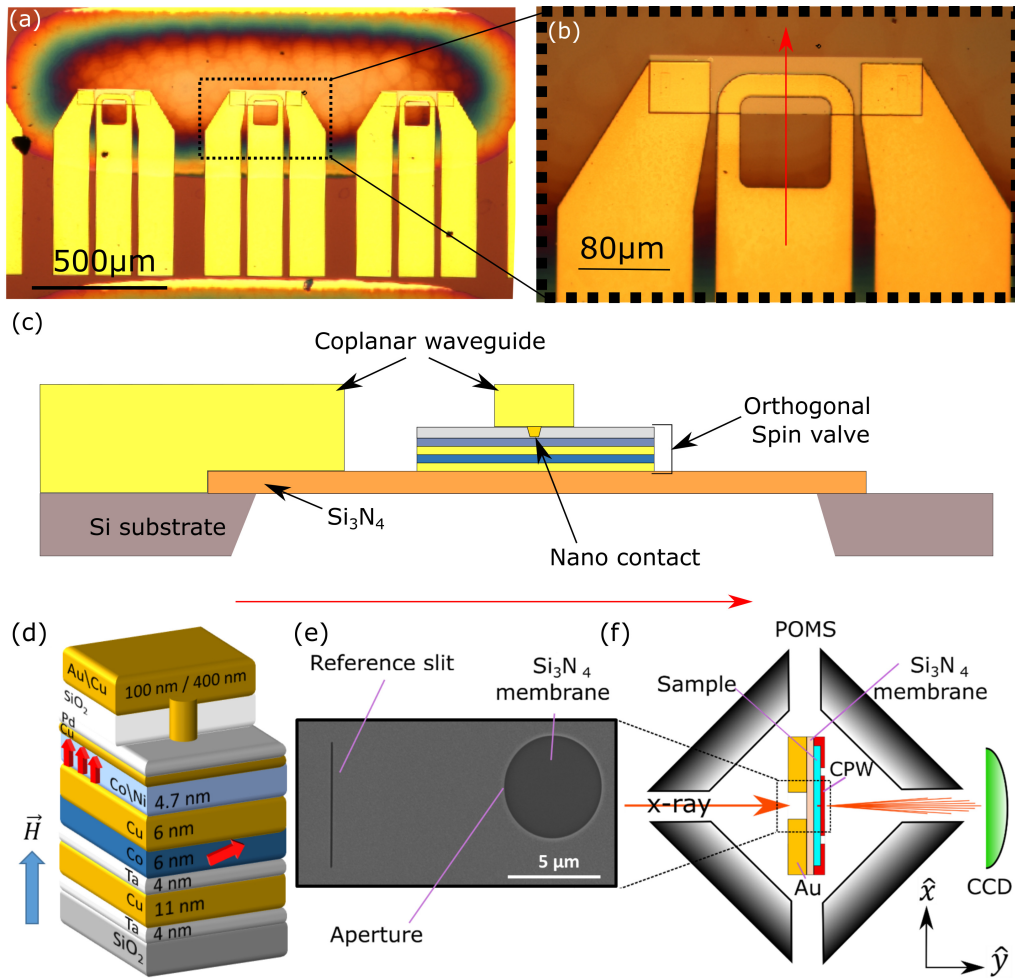 (a)
500µm
(b)
80µm
(c)
Coplanar waveguide
Orthogonal
Spin valve
Si₃N₄
Si substrate
Nano contact
(d)
Au\Cu
100 nm / 400 nm
SiO₂
Pd
Cu
Co\Ni
4.7 nm
Cu
6 nm
Co
6 nm
Ta
4 nm
Cu
11 nm
Ta
4 nm
SiO₂
H⃗
(e)
Reference slit
Si₃N₄
membrane
5 µm
Aperture
(f)
POMS
Si₃N₄
membrane
Sample
CPW
x-ray
Au
CCD
x̂
ŷ